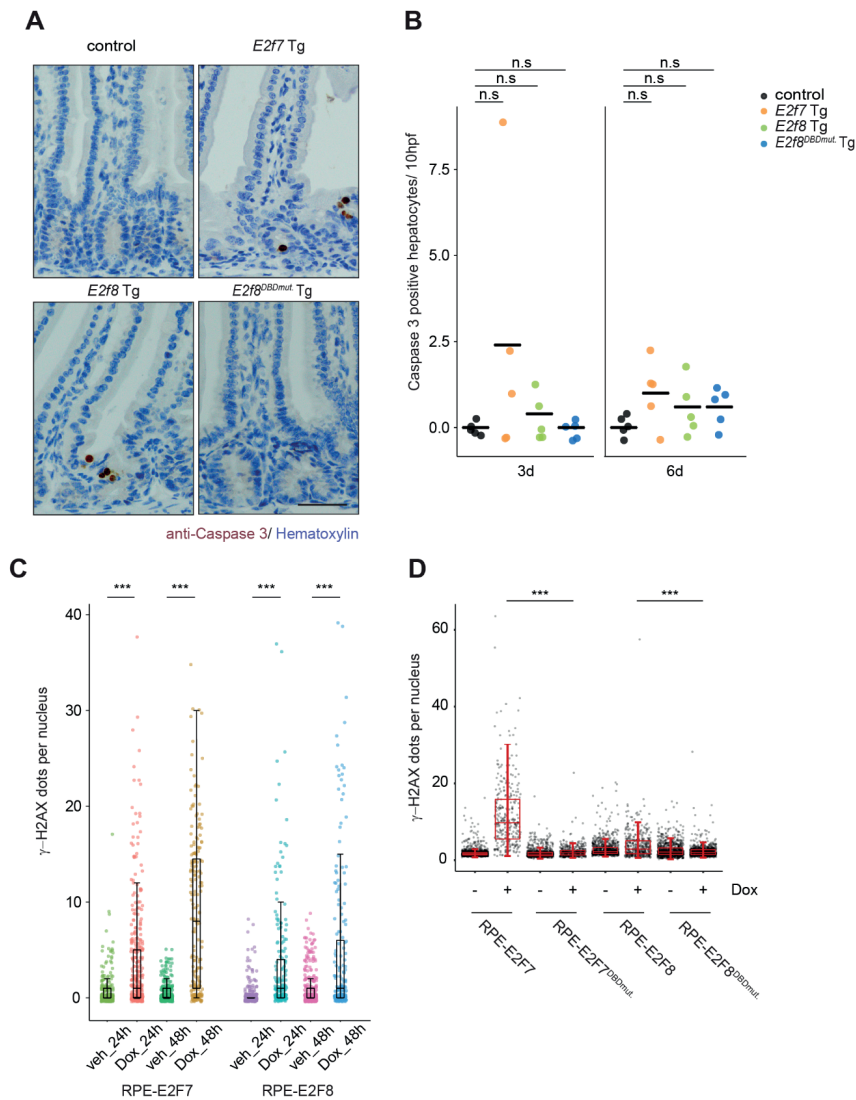 A
control
E2f7 Tg
E2f8 Tg
E2f8DBDmut. Tg
anti-Caspase 3/ Hematoxylin
B
n.s
n.s
n.s
n.s
n.s
n.s
control
E2f7 Tg
E2f8 Tg
E2f8DBDmut. Tg
Caspase 3 positive hepatocytes/ 10hpf
7.5
5.0
2.5
0.0
3d
6d
C
*** *** *** ***
γ−H2AX dots per nucleus
40
30
20
10
0
veh_24h
Dox_24h
veh_48h
Dox_48h
veh_24h
Dox_24h
veh_48h
Dox_48h
RPE-E2F7
RPE-E2F8
D
*** ***
γ−H2AX dots per nucleus
60
40
20
0
- + - + - + - + Dox
RPE-E2F7
RPE-E2F7DBDmut.
RPE-E2F8
RPE-E2F8DBDmut.